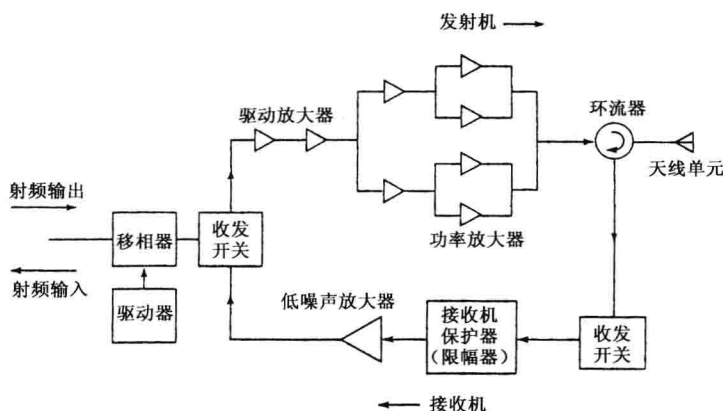 发射机
驱动放大器
环流器
天线单元
射频输出
移相器
收发
开关
功率放大器
射频输入
驱动器
低噪声放大器
接收机
保护器
(限幅器)
收发
开关
接收机